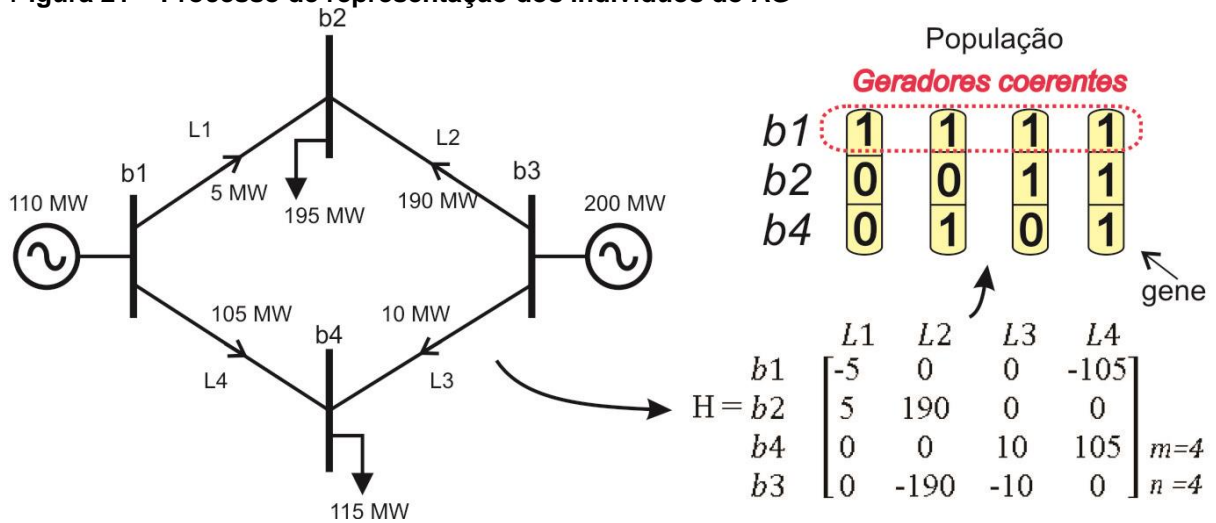 Figura 21 – Processo de representação dos indivíduos do AG
b2
L1
L2
b1
5 MW
190 MW
b3
110 MW
195 MW
200 MW
105 MW
10 MW
b4
L4
L3
115 MW
População
Geradores coerentes
b1 1 1 1 1
b2 0 0 1 1
b4 0 1 0 1
gene
L1 L2 L3 L4
b1 -5 0 0 -105
H = b2 5 190 0 0
b4 0 0 10 105 m=4
b3 0 -190 -10 0 n =4